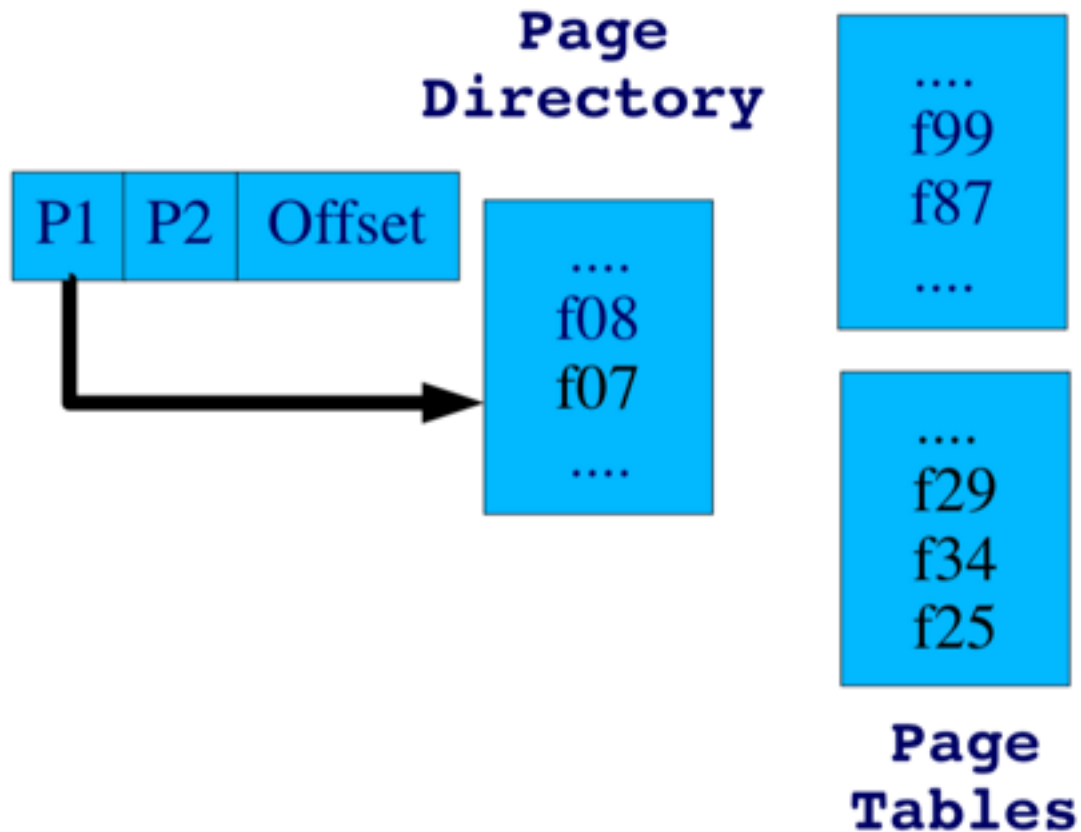 Page
Directory
P1 P2 Offset
....
f08
f07
....
....
f99
f87
....
....
f29
f34
f25
Page
Tables